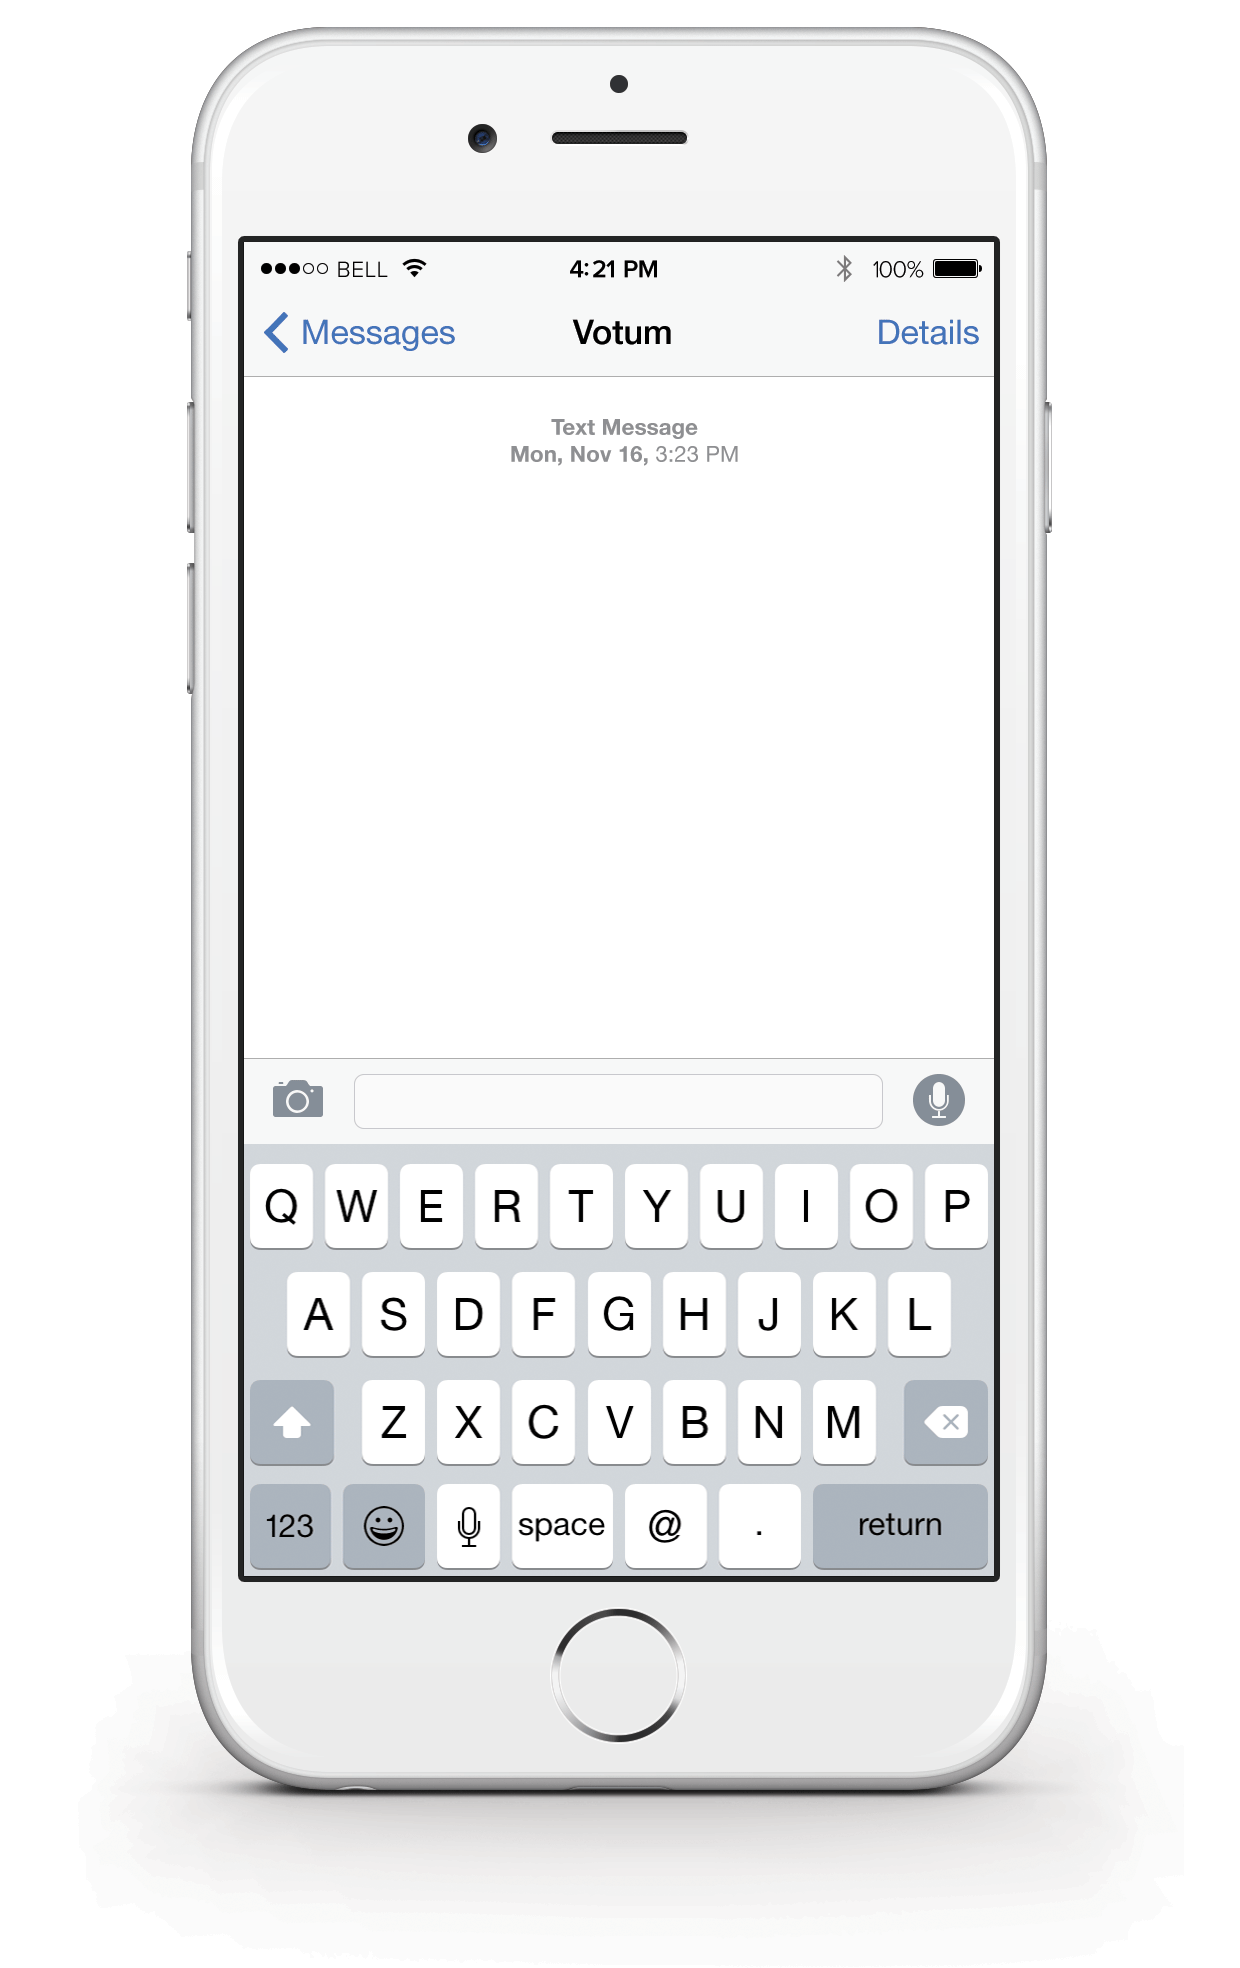 BELL 4:21 PM 100%
Messages Votum Details
Text Message
Mon, Nov 16, 3:23 PM
Q W E R T Y U I O P
A S D F G H J K L
Z X C V B N M
123 space @ . return